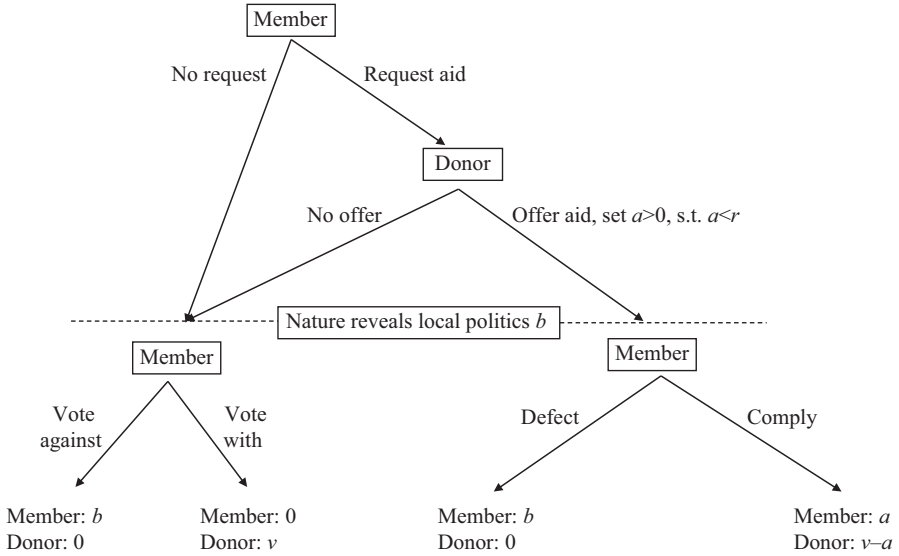 Member
No request
Request aid
Donor
No offer
Offer aid, set a>0, s.t. a<r
Nature reveals local politics b
Member
Member
Vote
against
Vote
with
Defect
Comply
Member: b
Donor: 0
Member: 0
Donor: v
Member: b
Donor: 0
Member: a
Donor: v–a